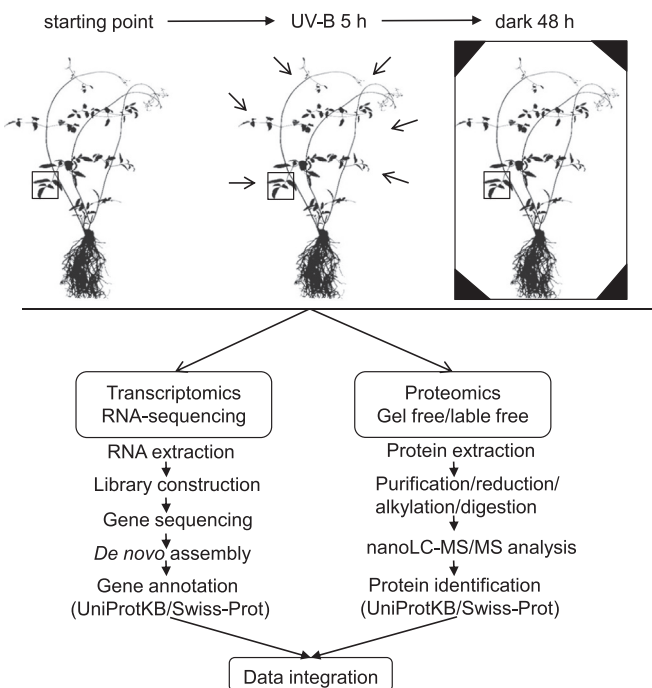 starting point
UV-B 5 h
dark 48 h
Transcriptomics
RNA-sequencing
RNA extraction
Library construction
Gene sequencing
De novo assembly
Gene annotation
(UniProtKB/Swiss-Prot)
Proteomics
Gel free/lable free
Protein extraction
Purification/reduction/
alkylation/digestion
nanoLC-MS/MS analysis
Protein identification
(UniProtKB/Swiss-Prot)
Data integration